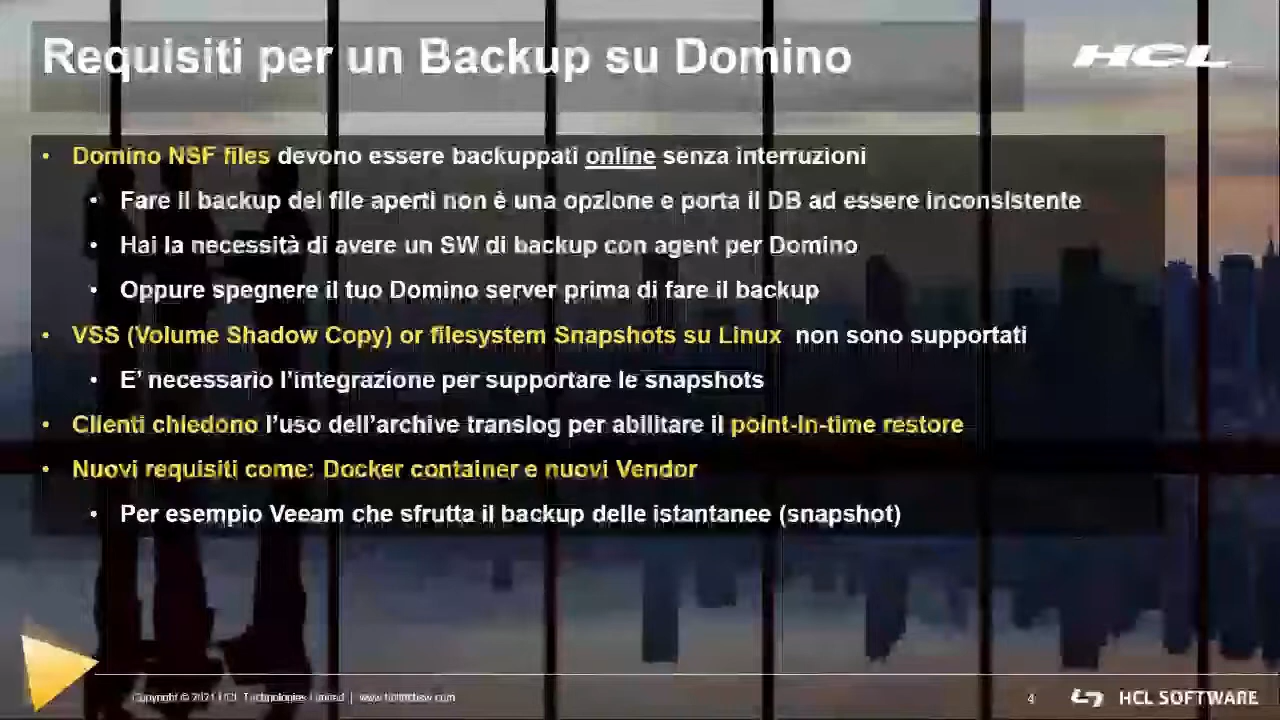 Requisiti per un Backup su Domino
HCL
• Domino NSF files devono essere backuppati online senza interruzioni
• Fare il backup dei file aperti non è una opzione e porta il DB ad essere inconsistente
• Hai la necessità di avere un SW di backup con agent per Domino
• Oppure spegnere il tuo Domino server prima di fare il backup
• VSS (Volume Shadow Copy) or filesystem Snapshots su Linux non sono supportati
• E’ necessario l’integrazione per supportare le snapshots
• Clienti chiedono l’uso dell’archive translog per abilitare il point-in-time restore
• Nuovi requisiti come: Docker container e nuovi Vendor
• Per esempio Veeam che sfrutta il backup delle istantanee (snapshot)
Copyright © 2021 HCL Technologies Limited |
4
HCL SOFTWARE